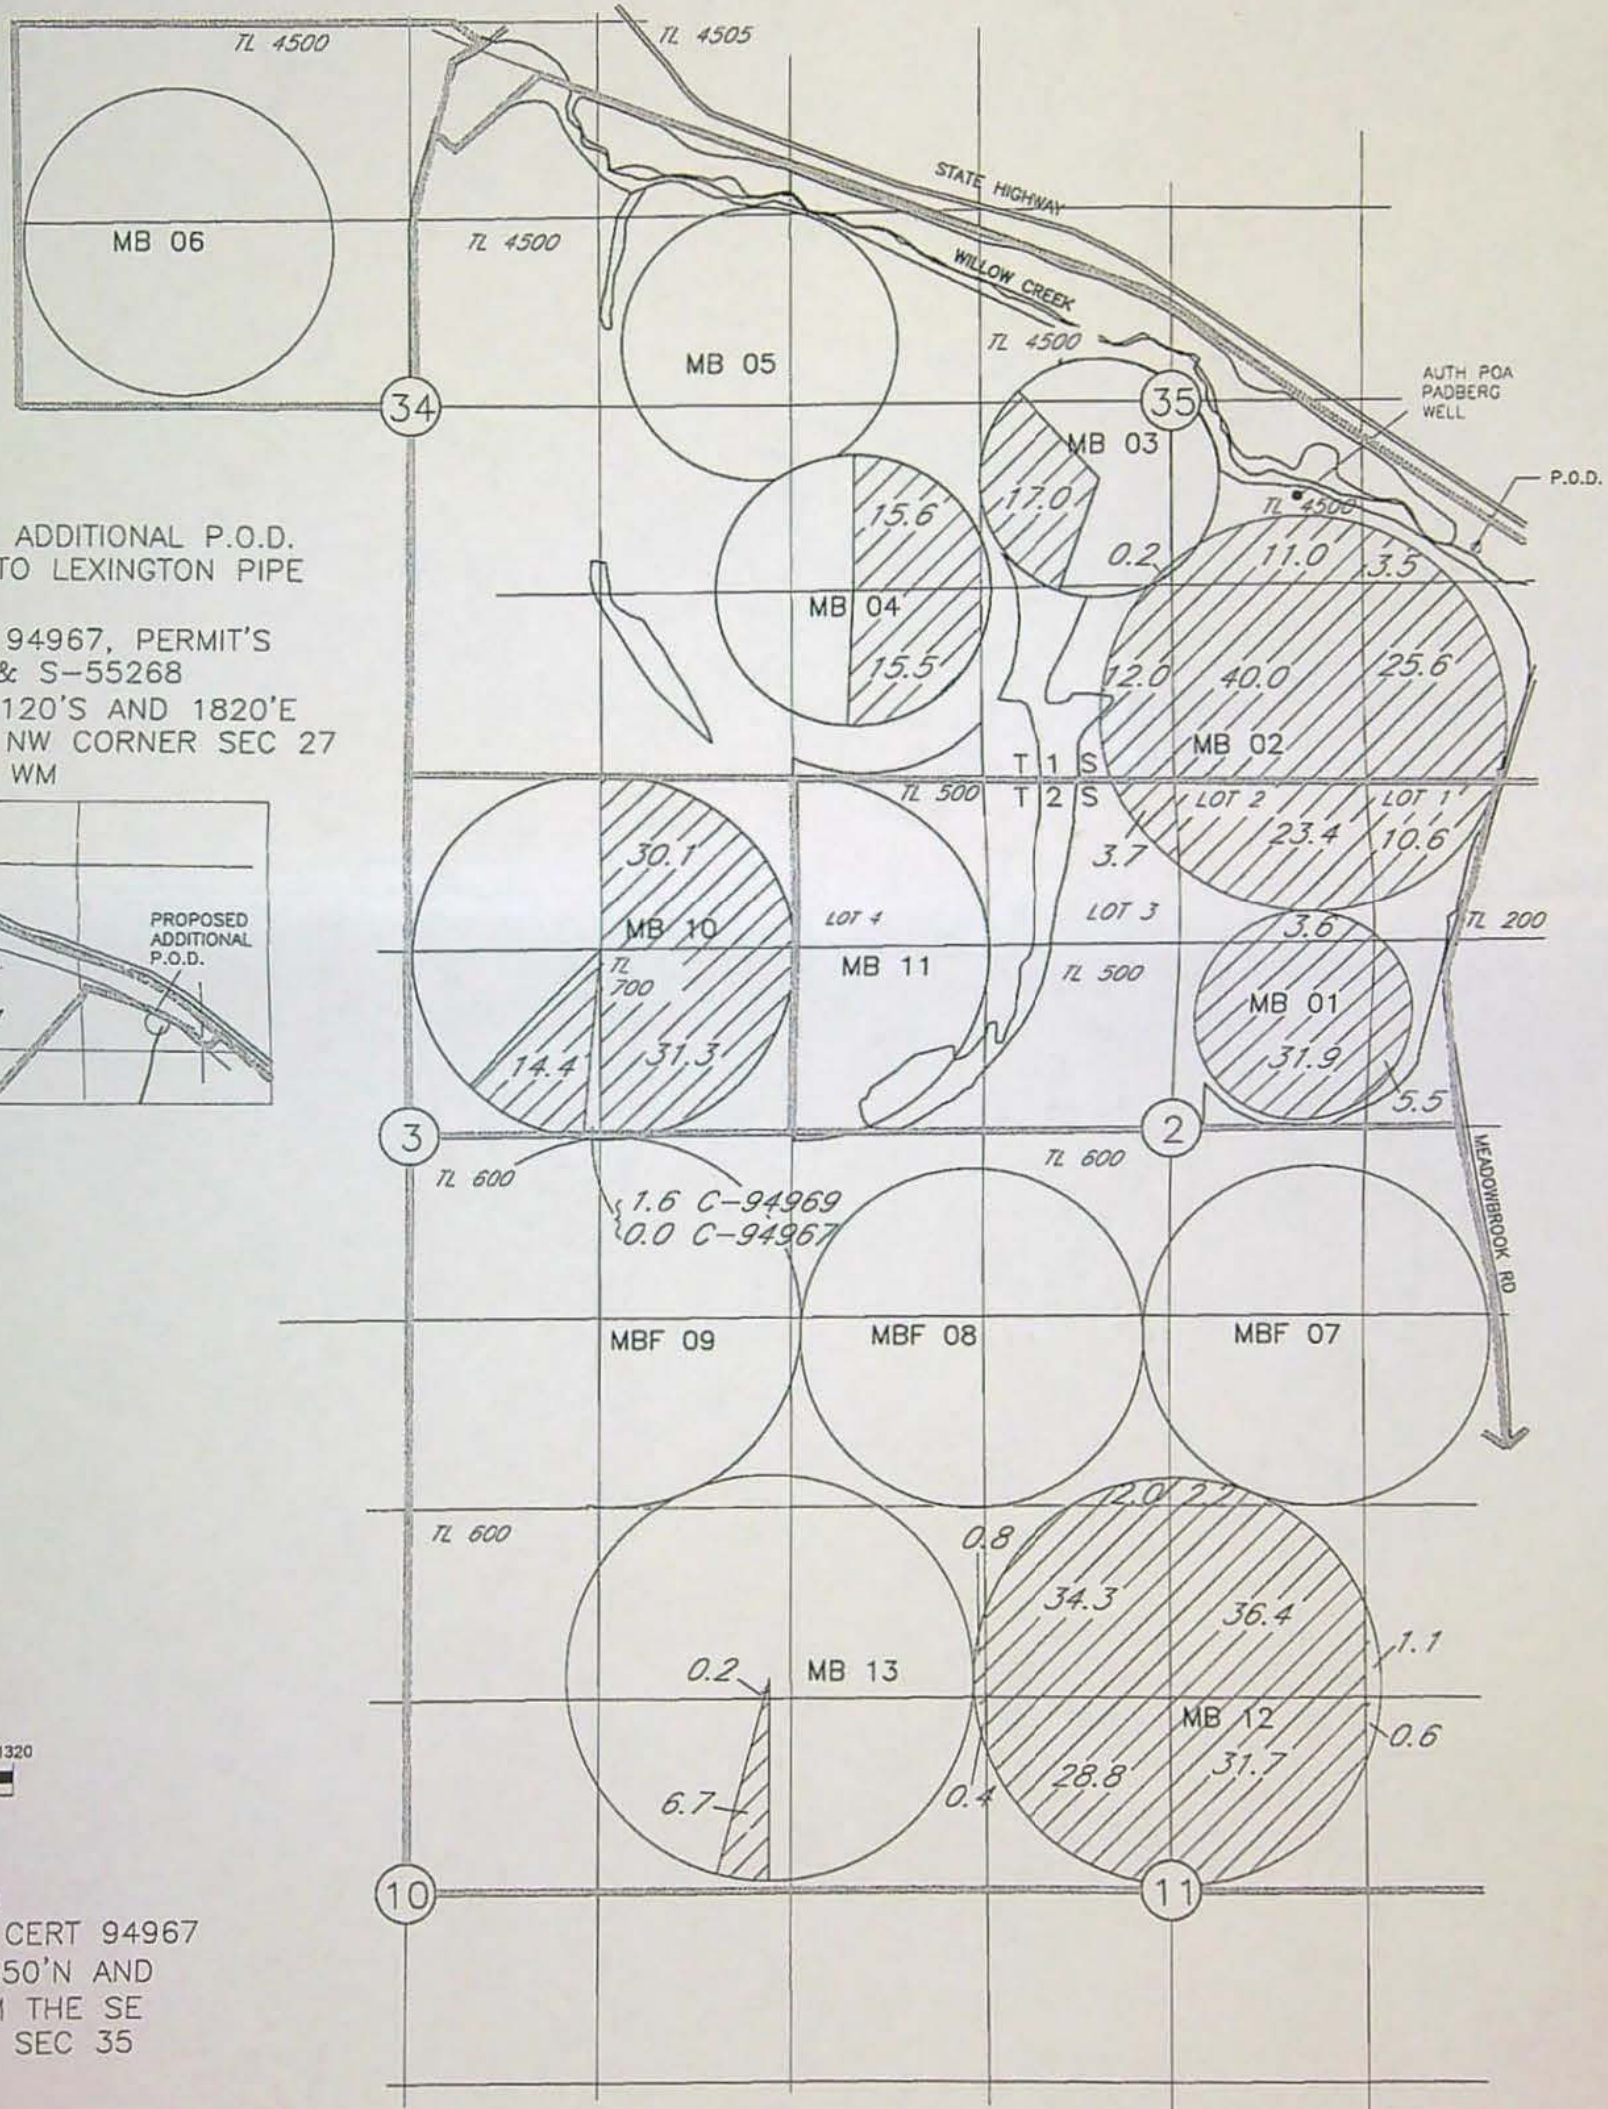 TL 4500
TL 4505
STATE HIGHWAY
MB 06
TL 4500
WILLOW CREEK
TL 4500
MB 05
AUTH POA
PADBERG
WELL
34
35
MB 03
P.O.D.
17.0
15.6
TL 4500
ADDITIONAL P.O.D.
TO LEXINGTON PIPE
0.2
11.0
3.5
MB 04
94967, PERMIT'S
& S-55268
120'S AND 1820'E
NW CORNER SEC 27
WM
15.5
12.0
40.0
25.6
MB 02
T 1 S
T 2 S
TL 500
LOT 2
LOT 1
30.1
3.7
23.4
10.6
PROPOSED
ADDITIONAL
P.O.D.
MB 10
LOT 4
LOT 3
3.6
TL 200
TL
700
MB 11
TL 500
MB 01
14.4
31.3
31.9
5.5
3
2
TL 600
TL 600
MEADOWBROOK RD
1.6 C-94969
0.0 C-94967
MBF 09
MBF 08
MBF 07
2.0
2.2
TL 600
0.8
34.3
36.4
1.1
0.2
MB 13
MB 12
0.6
1320
6.7
0.4
28.8
31.7
10
11
CERT 94967
50'N AND
THE SE
SEC 35